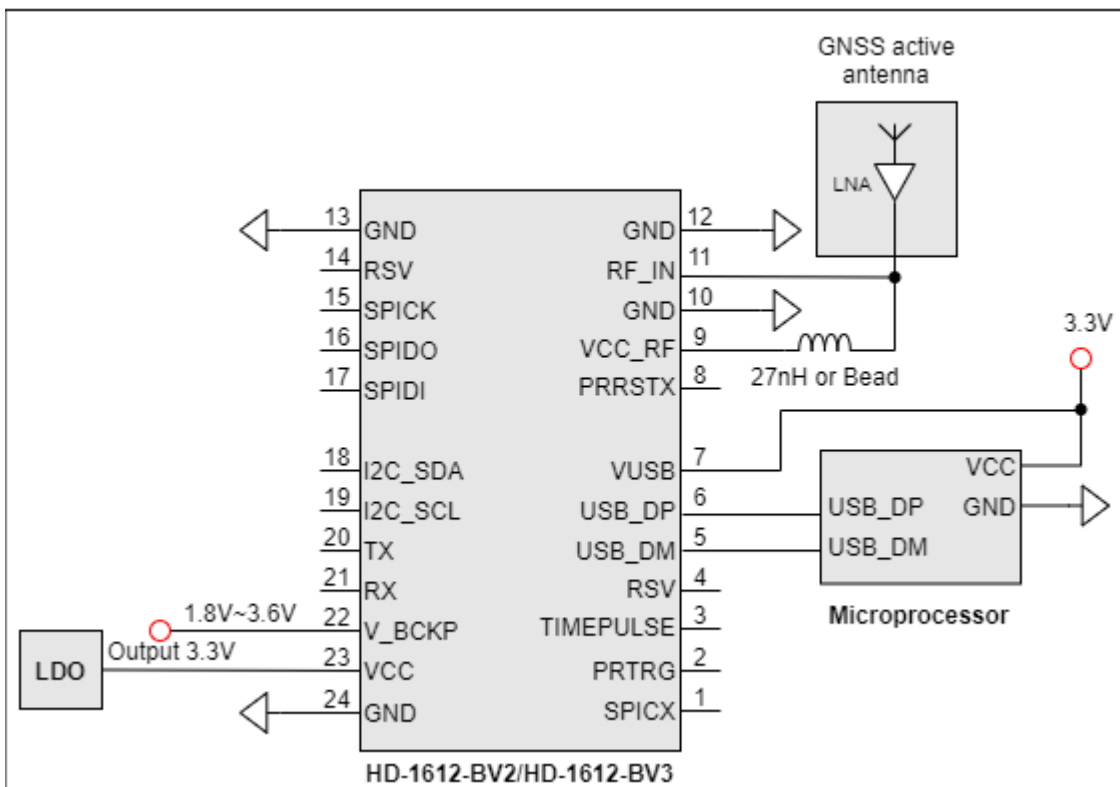 GNSS active
antenna
LNA
13 GND GND 12
14 RSV RF_IN 11
15 SPICK GND 10
16 SPIDO VCC_RF 9
17 SPIDI PRRSTX 8
27nH or Bead
3.3V
18 I2C_SDA VUSB 7
19 I2C_SCL USB_DP 6
20 TX USB_DM 5
21 RX RSV 4
22 V_BCKP TIMEPULSE 3
23 VCC PRTRG 2
24 GND SPICX 1
1.8V~3.6V
Output 3.3V
LDO
VCC
USB_DP GND
USB_DM
Microprocessor
HD-1612-BV2/HD-1612-BV3